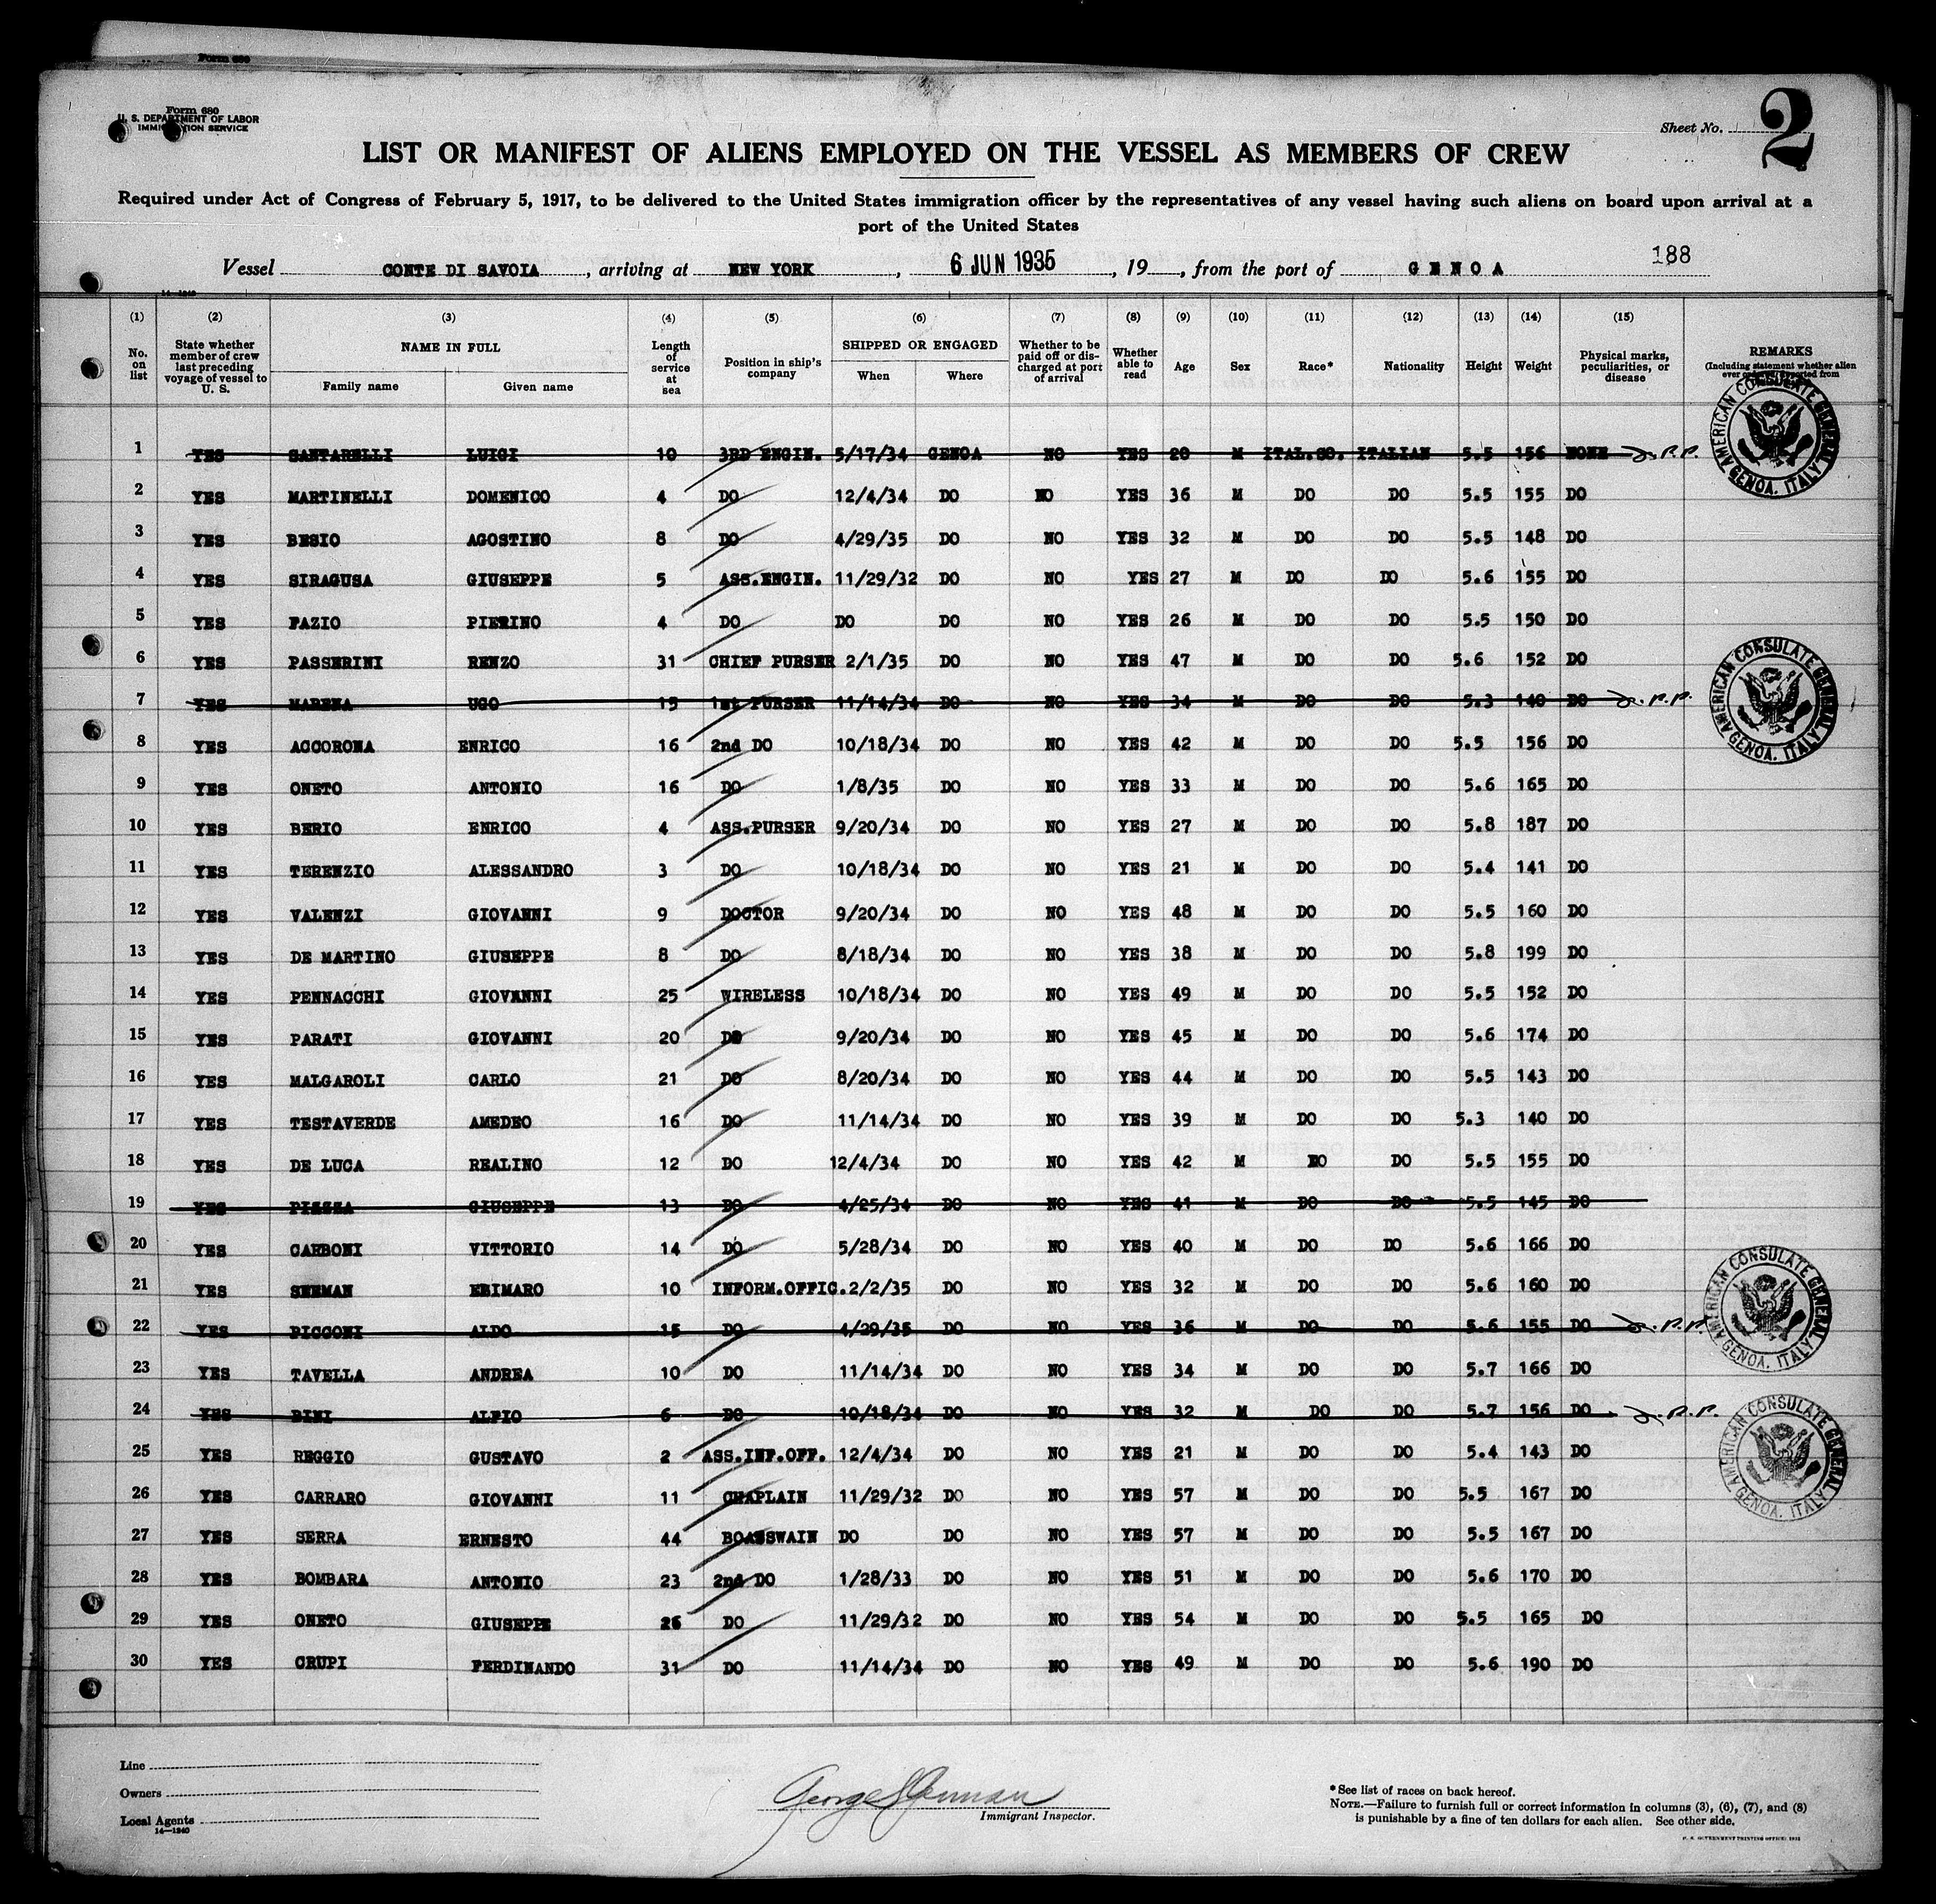 Form 680
Form 680
U. S. DEPARTMENT OF LABOR
IMMIGRATION SERVICE
Sheet No. 2
LIST OR MANIFEST OF ALIENS EMPLOYED ON THE VESSEL AS MEMBERS OF CREW
Required under Act of Congress of February 5, 1917, to be delivered to the United States immigration officer by the representatives of any vessel having such aliens on board upon arrival at a
port of the United States
188
Vessel CONTE DI SAVOIA, arriving at NEW YORK, 6 JUN 1935, 19, from the port of GENOA
14—1240
(1) (2) (3) (4) (5) (6) (7) (8) (9) (10) (11) (12) (13) (14) (15)
No. on list State whether member of crew last preceding voyage of vessel to U. S. NAME IN FULL Family name Given name Length of service at sea Position in ship's company SHIPPED OR ENGAGED When Where Whether to be paid off or discharged at port of arrival Whether able to read Age Sex Race* Nationality Height Weight Physical marks, peculiarities, or disease REMARKS (Including statement whether alien ever ordered deported from
1 YES SANTARELLI LUIGI 10 3RD ENGIN. 5/17/34 GENOA NO YES 28 M ITAL.SO. ITALIAN 5.5 156 NONE
2 YES MARTINELLI DOMENICO 4 DO 12/4/34 DO NO YES 36 M DO DO 5.5 155 DO
3 YES BESIO AGOSTINO 8 DO 4/29/35 DO NO YES 32 M DO DO 5.5 148 DO
4 YES SIRAGUSA GIUSEPPE 5 ASS.ENGIN. 11/29/32 DO NO YES 27 M DO DO 5.6 155 DO
5 YES FAZIO PIERINO 4 DO DO DO NO YES 26 M DO DO 5.5 150 DO
6 YES PASSERINI RENZO 31 CHIEF PURSER 2/1/35 DO NO YES 47 M DO DO 5.6 152 DO
7 YES MARENA UGO 15 1st PURSER 11/14/34 DO NO YES 34 M DO DO 5.3 140 DO
8 YES ACCORONA ENRICO 16 2nd DO 10/18/34 DO NO YES 42 M DO DO 5.5 156 DO
9 YES ONETO ANTONIO 16 DO 1/8/35 DO NO YES 33 M DO DO 5.6 165 DO
10 YES BERIO ENRICO 4 ASS.PURSER 9/20/34 DO NO YES 27 M DO DO 5.8 187 DO
11 YES TERENZIO ALESSANDRO 3 DO 10/18/34 DO NO YES 21 M DO DO 5.4 141 DO
12 YES VALENZI GIOVANNI 9 DOCTOR 9/20/34 DO NO YES 48 M DO DO 5.5 160 DO
13 YES DE MARTINO GIUSEPPE 8 DO 8/18/34 DO NO YES 38 M DO DO 5.8 199 DO
14 YES PENNACCHI GIOVANNI 25 WIRELESS 10/18/34 DO NO YES 49 M DO DO 5.5 152 DO
15 YES PARATI GIOVANNI 20 DO 9/20/34 DO NO YES 45 M DO DO 5.6 174 DO
16 YES MALGAROLI CARLO 21 DO 8/20/34 DO NO YES 44 M DO DO 5.5 143 DO
17 YES TESTAVERDE AMEDEO 16 DO 11/14/34 DO NO YES 39 M DO DO 5.3 140 DO
18 YES DE LUCA REALINO 12 DO 12/4/34 DO NO YES 42 M DO DO 5.5 155 DO
19 YES PIAZZA GIUSEPPE 13 DO 4/25/34 DO NO YES 41 M DO DO 5.5 145 DO
20 YES CARBONI VITTORIO 14 DO 5/28/34 DO NO YES 40 M DO DO 5.6 166 DO
21 YES SEEMAN ERIMARO 10 INFORM.OFFIC. 2/2/35 DO NO YES 32 M DO DO 5.6 160 DO
22 YES PICCONI ALDO 15 DO 4/29/35 DO NO YES 36 M DO DO 5.6 155 DO
23 YES TAVELLA ANDREA 10 DO 11/14/34 DO NO YES 34 M DO DO 5.7 166 DO
24 YES BINI ALFIO 6 DO 10/18/34 DO NO YES 32 M DO DO 5.7 156 DO
25 YES REGGIO GUSTAVO 2 ASS.INF.OFF. 12/4/34 DO NO YES 21 M DO DO 5.4 143 DO
26 YES CARRARO GIOVANNI 11 CHAPLAIN 11/29/32 DO NO YES 57 M DO DO 5.5 167 DO
27 YES SERRA ERNESTO 44 BOASSWAIN DO DO NO YES 57 M DO DO 5.5 167 DO
28 YES BOMBARA ANTONIO 23 2nd DO 1/28/33 DO NO YES 51 M DO DO 5.6 170 DO
29 YES ONETO GIUSEPPE 26 DO 11/29/32 DO NO YES 54 M DO DO 5.5 165 DO
30 YES CRUPI FERDINANDO 31 DO 11/14/34 DO NO YES 49 M DO DO 5.6 190 DO
AMERICAN CONSULATE GENERAL GENOA, ITALY
AMERICAN CONSULATE GENERAL GENOA, ITALY
AMERICAN CONSULATE GENERAL GENOA, ITALY
AMERICAN CONSULATE GENERAL GENOA, ITALY
Line
Owners
Local Agents
14—1240
Immigrant Inspector.
*See list of races on back hereof.
NOTE.—Failure to furnish full or correct information in columns (3), (6), (7), and (8)
is punishable by a fine of ten dollars for each alien. See other side.